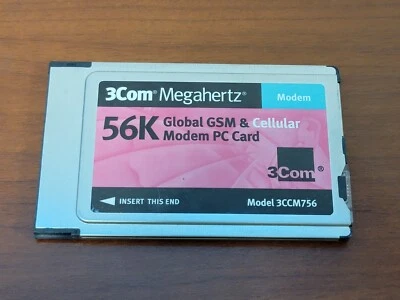 3Com® Megahertz® Modem
56K Global GSM & Cellular
Modem PC Card
3Com®
INSERT THIS END Model 3CCM756